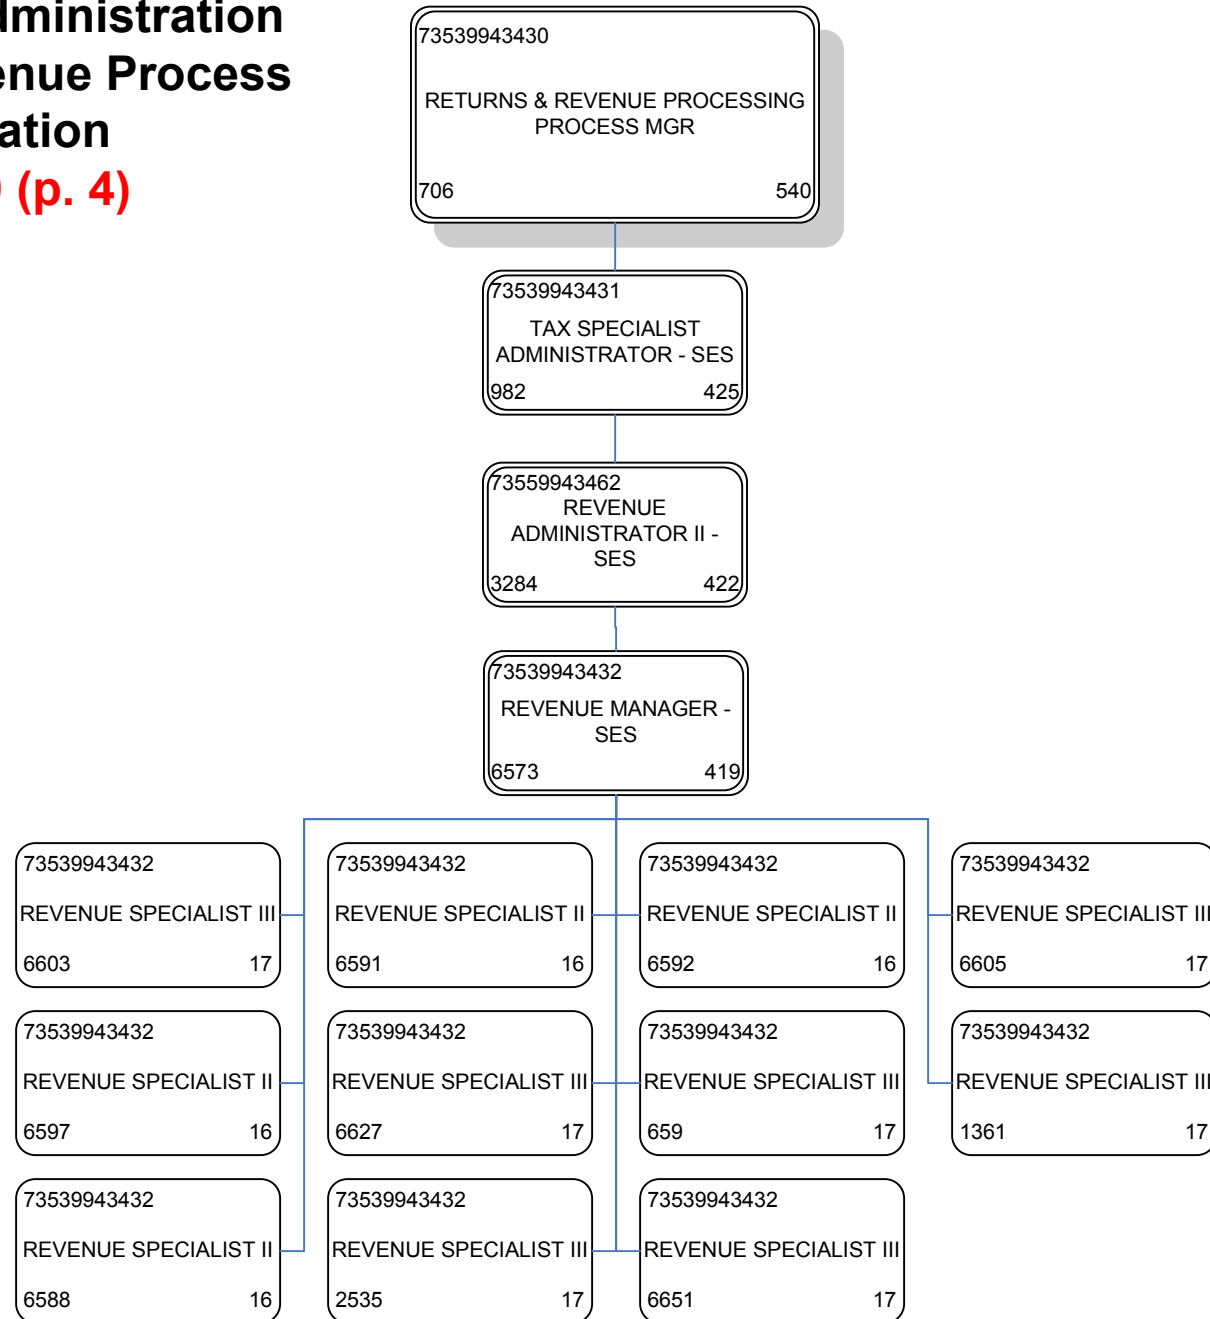 dministration
enue Process
ation
(p. 4)
73539943430
RETURNS & REVENUE PROCESSING
PROCESS MGR
706 540
73539943431
TAX SPECIALIST
ADMINISTRATOR - SES
982 425
73559943462
REVENUE
ADMINISTRATOR II -
SES
3284 422
73539943432
REVENUE MANAGER -
SES
6573 419
73539943432 73539943432 73539943432 73539943432
REVENUE SPECIALIST III REVENUE SPECIALIST II REVENUE SPECIALIST II REVENUE SPECIALIST III
6603 17 6591 16 6592 16 6605 17
73539943432 73539943432 73539943432 73539943432
REVENUE SPECIALIST II REVENUE SPECIALIST III REVENUE SPECIALIST III REVENUE SPECIALIST III
6597 16 6627 17 659 17 1361 17
73539943432 73539943432 73539943432
REVENUE SPECIALIST II REVENUE SPECIALIST III REVENUE SPECIALIST III
6588 16 2535 17 6651 17